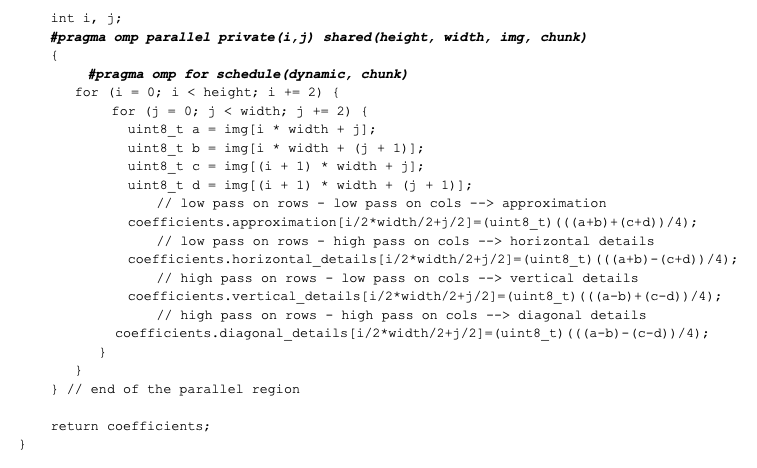 int i, j;
#pragma omp parallel private(i,j) shared(height, width, img, chunk)
{
#pragma omp for schedule(dynamic, chunk)
for (i = 0; i < height; i += 2) {
for (j = 0; j < width; j += 2) {
uint8_t a = img[i * width + j];
uint8_t b = img[i * width + (j + 1)];
uint8_t c = img[(i + 1) * width + j];
uint8_t d = img[(i + 1) * width + (j + 1)];
// low pass on rows - low pass on cols --> approximation
coefficients.approximation[i/2*width/2+j/2]=(uint8_t)(((a+b)+(c+d))/4);
// low pass on rows - high pass on cols --> horizontal details
coefficients.horizontal_details[i/2*width/2+j/2]=(uint8_t)(((a+b)-(c+d))/4);
// high pass on rows - low pass on cols --> vertical details
coefficients.vertical_details[i/2*width/2+j/2]=(uint8_t)(((a-b)+(c-d))/4);
// high pass on rows - high pass on cols --> diagonal details
coefficients.diagonal_details[i/2*width/2+j/2]=(uint8_t)(((a-b)-(c-d))/4);
}
}
} // end of the parallel region
return coefficients;
}